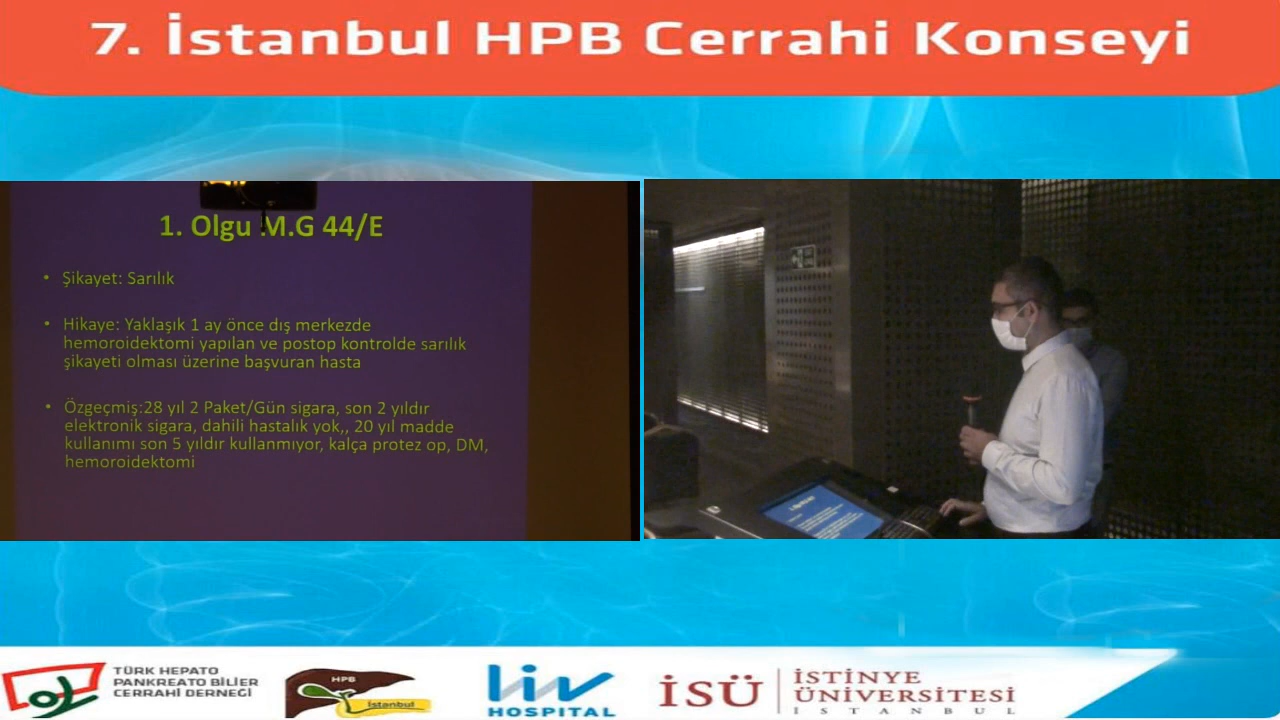 7. İstanbul HPB Cerrahi Konseyi
1. Olgu M.G 44/E
• Şikayet: Sarılık
• Hikaye: Yaklaşık 1 ay önce dış merkezde
hemoroidektomi yapılan ve postop kontrolde sarılık
şikayeti olması üzerine başvuran hasta
• Özgeçmiş:28 yıl 2 Paket/Gün sigara, son 2 yıldır
elektronik sigara, dahili hastalık yok,, 20 yıl madde
kullanımı son 5 yıldır kullanmıyor, kalça protez op, DM,
hemoroidektomi
TÜRK HEPATO
PANKREATO BİLİER
CERRAHİ DERNEĞİ
HPB
İstanbul
liv
HOSPITAL
İSÜ
İSTİNYE
ÜNİVERSİTESİ
İSTANBUL